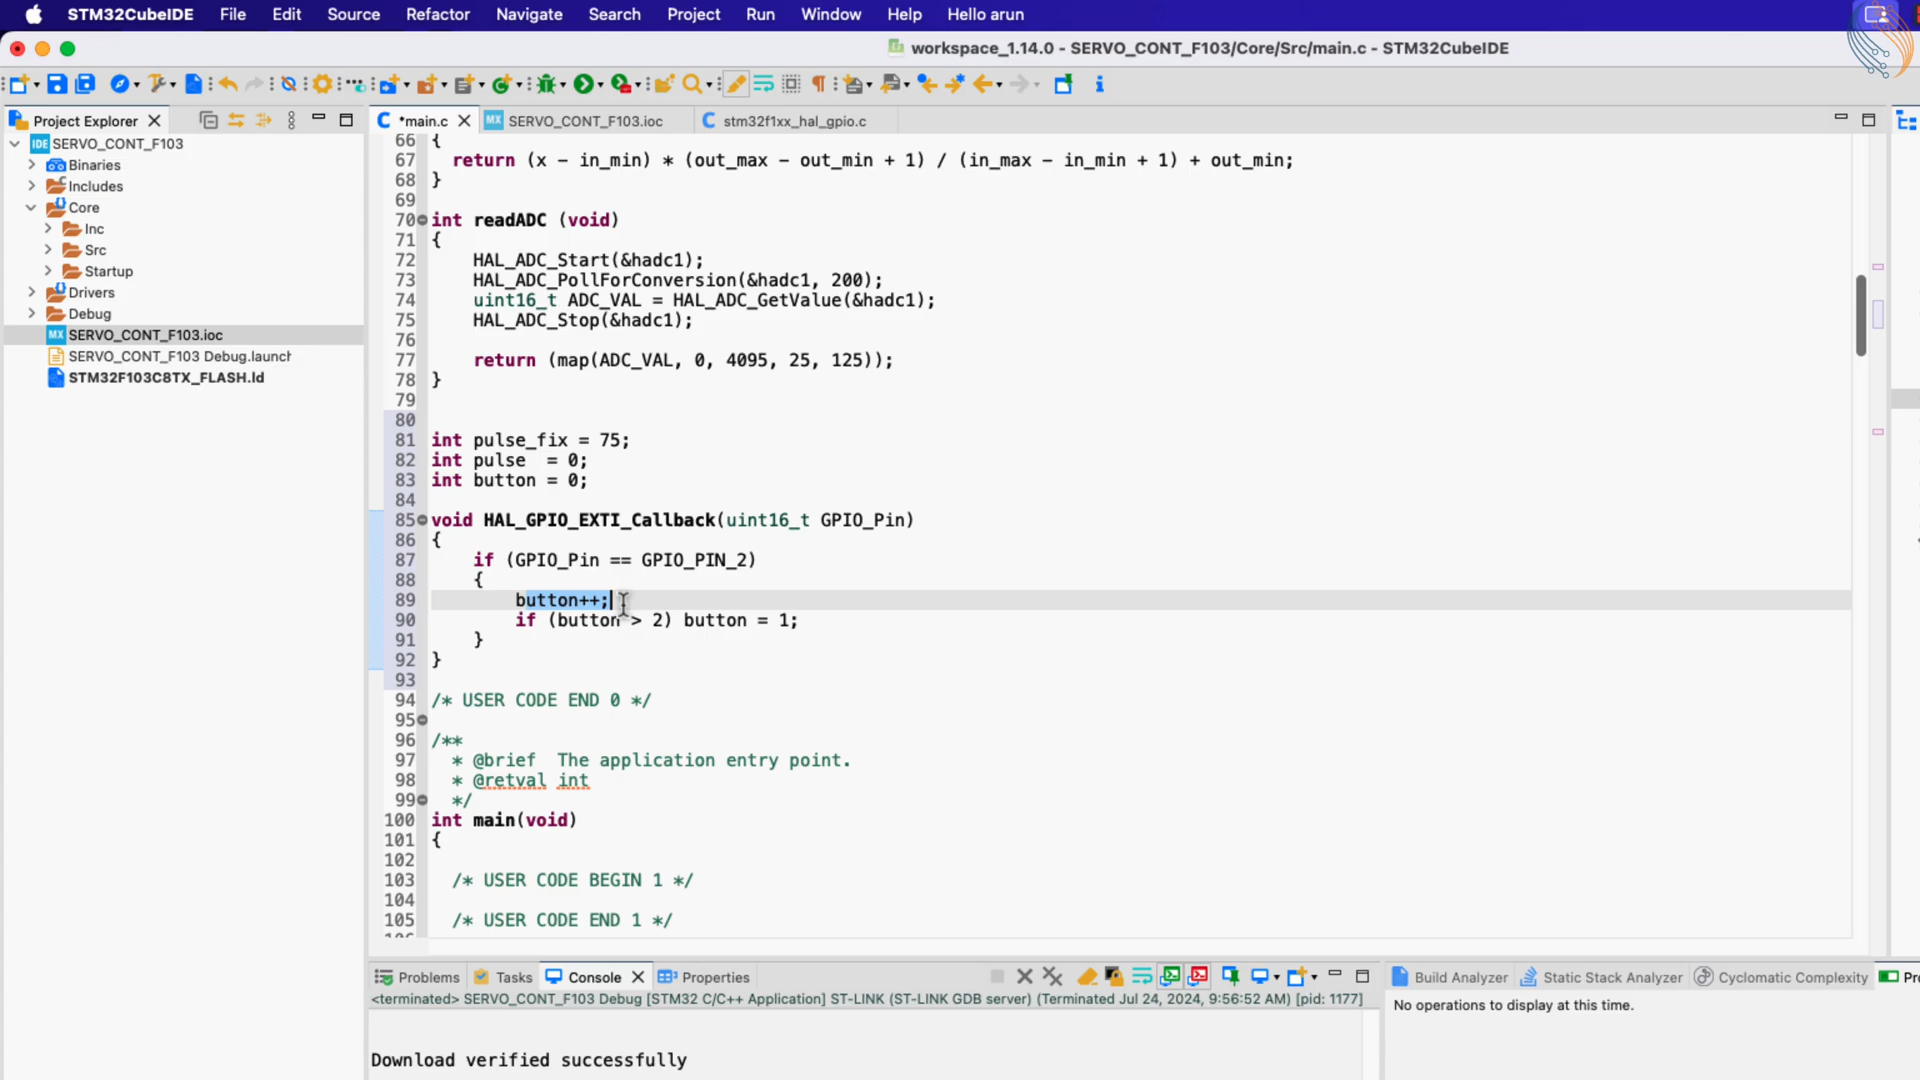 STM32CubeIDE File Edit Source Refactor Navigate Search Project Run Window Help Hello arun
workspace_1.14.0 - SERVO_CONT_F103/Core/Src/main.c - STM32CubeIDE
Project Explorer
IDE SERVO_CONT_F103
Binaries
Includes
Core
Inc
Src
Startup
Drivers
Debug
MX SERVO_CONT_F103.ioc
SERVO_CONT_F103 Debug.launch
STM32F103C8TX_FLASH.ld
*main.c MX SERVO_CONT_F103.ioc stm32f1xx_hal_gpio.c
66 {
67 return (x - in_min) * (out_max - out_min + 1) / (in_max - in_min + 1) + out_min;
68 }
69
70 int readADC (void)
71 {
72 HAL_ADC_Start(&hadc1);
73 HAL_ADC_PollForConversion(&hadc1, 200);
74 uint16_t ADC_VAL = HAL_ADC_GetValue(&hadc1);
75 HAL_ADC_Stop(&hadc1);
76
77 return (map(ADC_VAL, 0, 4095, 25, 125));
78 }
79
80
81 int pulse_fix = 75;
82 int pulse = 0;
83 int button = 0;
84
85 void HAL_GPIO_EXTI_Callback(uint16_t GPIO_Pin)
86 {
87 if (GPIO_Pin == GPIO_PIN_2)
88 {
89 button++;
90 if (button > 2) button = 1;
91 }
92 }
93
94 /* USER CODE END 0 */
95
96 /**
97 * @brief The application entry point.
98 * @retval int
99 */
100 int main(void)
101 {
102
103 /* USER CODE BEGIN 1 */
104
105 /* USER CODE END 1 */
Problems Tasks Console Properties
<terminated> SERVO_CONT_F103 Debug [STM32 C/C++ Application] ST-LINK (ST-LINK GDB server) (Terminated Jul 24, 2024, 9:56:52 AM) [pid: 1177]
Download verified successfully
Build Analyzer Static Stack Analyzer Cyclomatic Complexity
No operations to display at this time.